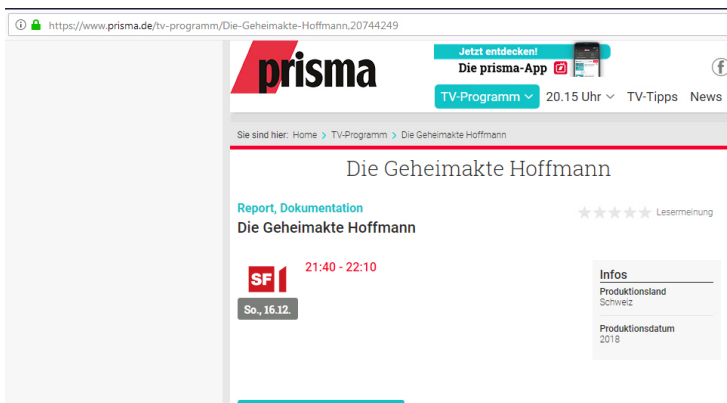 https://www.prisma.de/tv-programm/Die-Geheimakte-Hoffmann,20744249
prisma
Jetzt entdecken!
Die prisma-App
TV-Programm 20.15 Uhr TV-Tipps News
Sie sind hier: Home > TV-Programm > Die Geheimakte Hoffmann
Die Geheimakte Hoffmann
Report, Dokumentation
Lesermeinung
Die Geheimakte Hoffmann
SF 1
21:40 - 22:10
So., 16.12.
Infos
Produktionsland
Schweiz
Produktionsdatum
2018